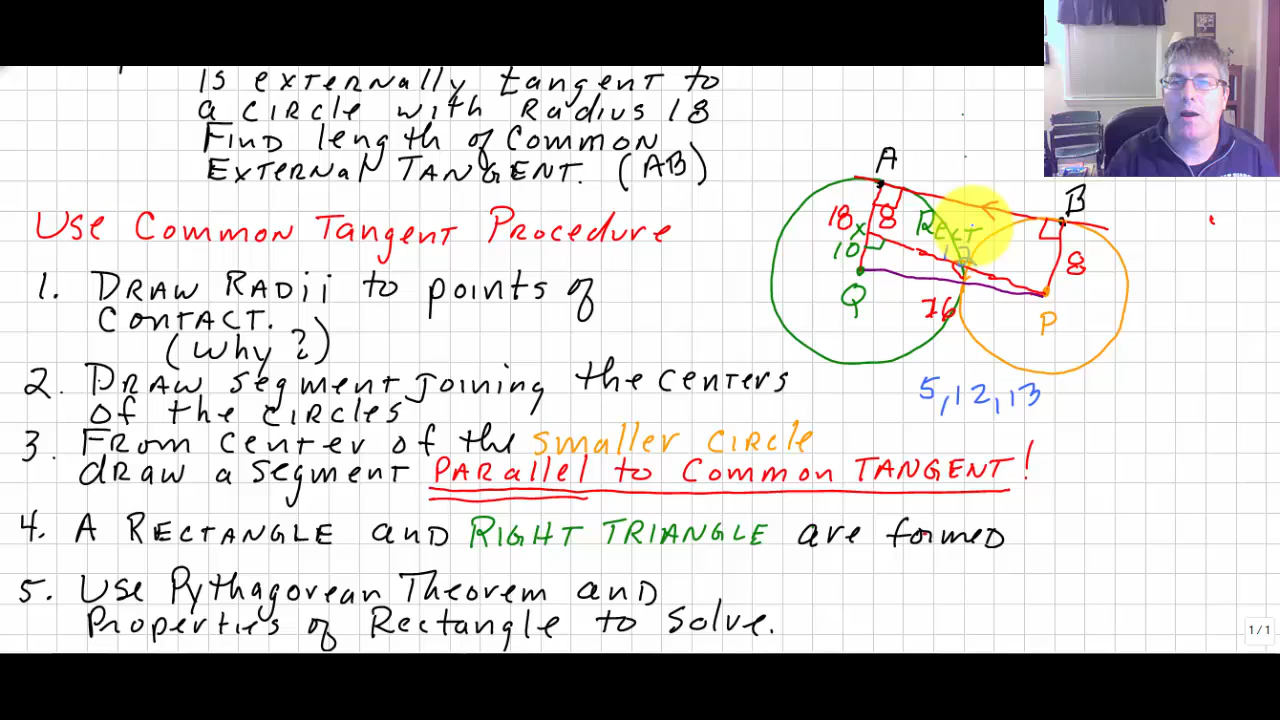 Is externally tangent to
a circle with Radius 18
Find length of Common
External TANGENT. (AB)
Use Common Tangent Procedure
1. DRAW RADii to points of
CONTACT.
(Why?)
2. DRAW segment joining the centers
of the circles
3. From center of the smaller circle
draw a segment PARallel to Common TANGENT!
4. A RECTANGLE and RIGHT TRIANGLE are formed
5. Use Pythagorean Theorem and
Properties of Rectangle to Solve.
A
B
18
X
8
RECT
10
8
Q
26
P
5, 12, 13
1/1